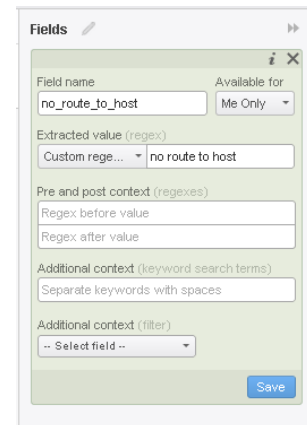 Fields
i
Field name
Available for
no_route_to_host
Me Only
Extracted value (regex)
Custom rege... no route to host
Pre and post context (regexes)
Regex before value
Regex after value
Additional context (keyword search terms)
Separate keywords with spaces
Additional context (filter)
-- Select field --
Save